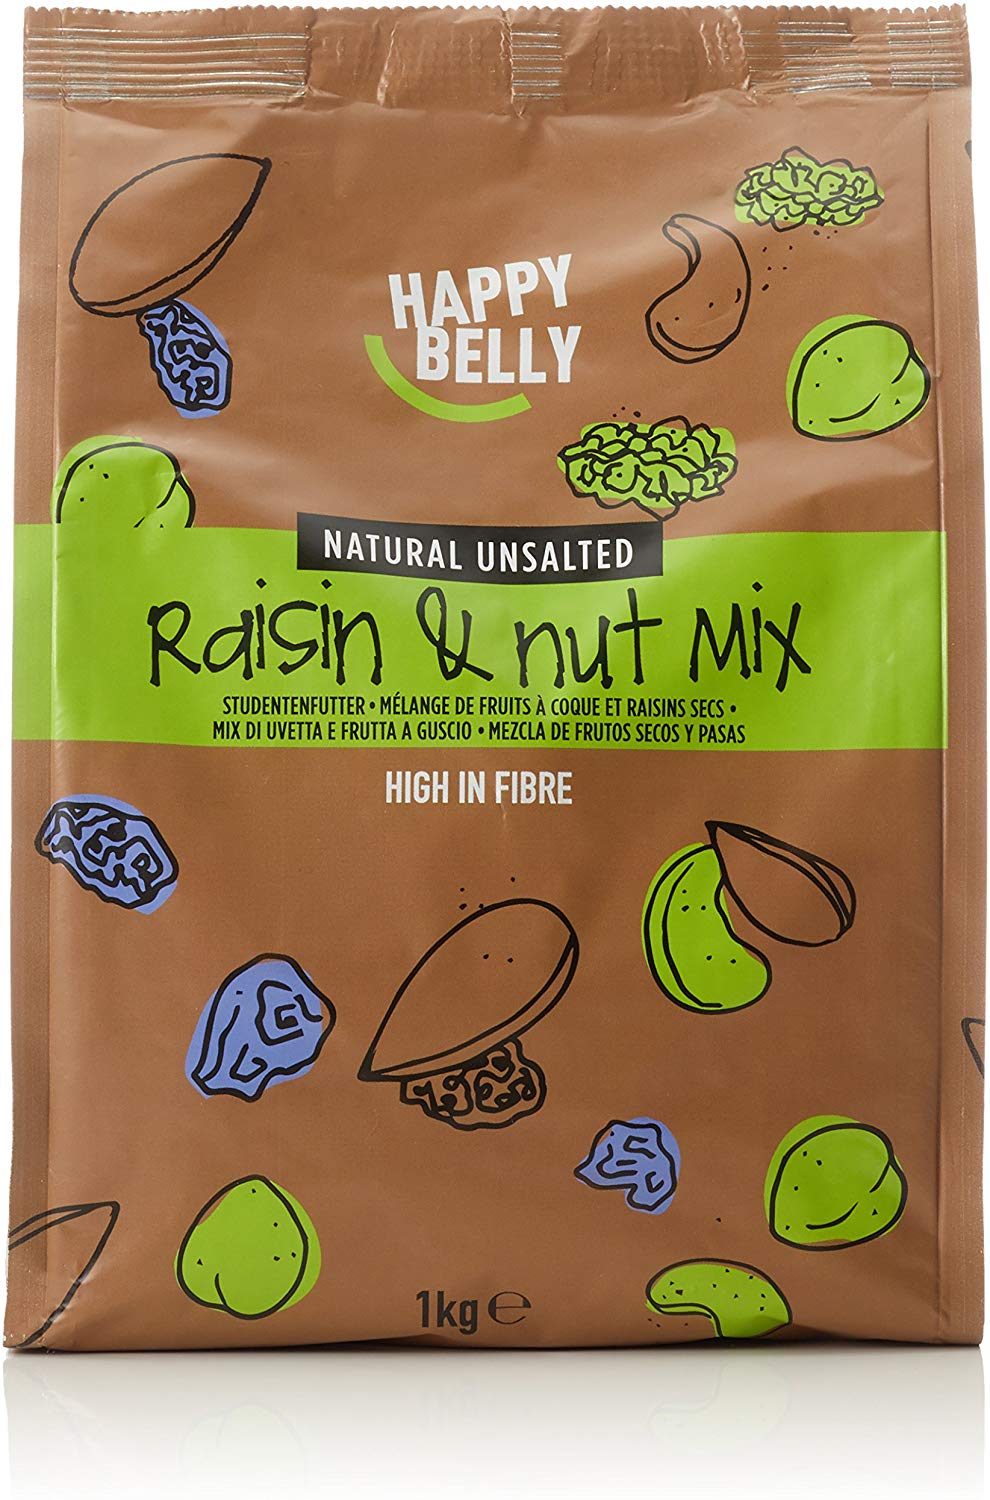 HAPPY
BELLY
NATURAL UNSALTED
Raisin & nut Mix
STUDENTENFUTTER • MÉLANGE DE FRUITS À COQUE ET RAISINS SECS •
MIX DI UVETTA E FRUTTA A GUSCIO • MEZCLA DE FRUTOS SECOS Y PASAS
HIGH IN FIBRE
1kg ℮